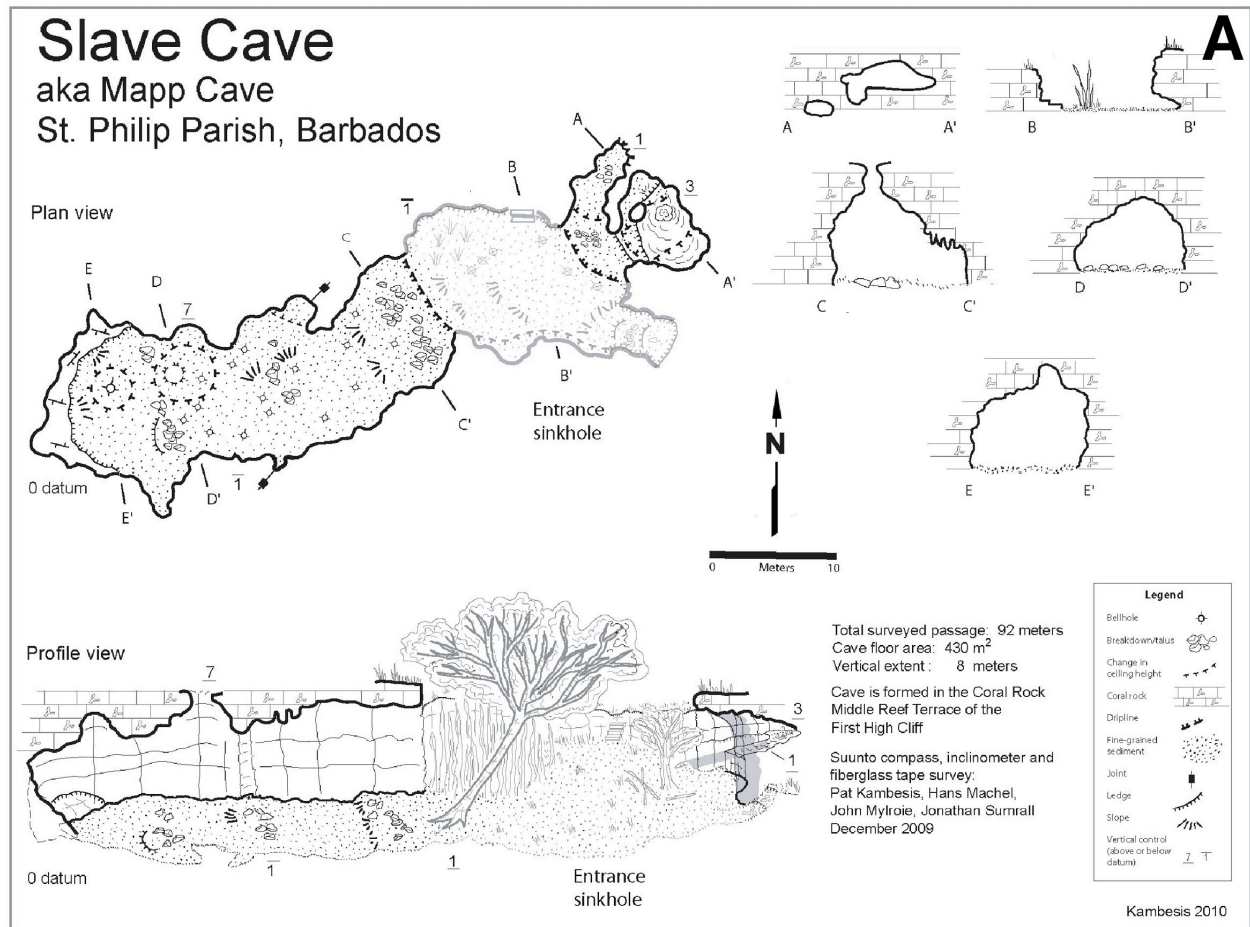 Slave Cave
aka Mapp Cave
St. Philip Parish, Barbados
A
Plan view
A
1
3
B
1
C
E
D
7
A'
B'
C'
Entrance
sinkhole
0 datum
1
D'
E'
A
A'
B
B'
C
C'
D
D'
E
E'
N
0
Meters
10
Profile view
7
3
1
1
1
0 datum
Entrance
sinkhole
Total surveyed passage: 92 meters
Cave floor area: 430 m²
Vertical extent : 8 meters
Cave is formed in the Coral Rock
Middle Reef Terrace of the
First High Cliff
Suunto compass, inclinometer and
fiberglass tape survey:
Pat Kambesis, Hans Machel,
John Mylroie, Jonathan Sumrall
December 2009
Legend
Bellhole
Breakdown/talus
Change in
ceiling height
Coral rock
Dripline
Fine-grained
sediment
Joint
Ledge
Slope
Vertical control
(above or below
datum)
7 1
Kambesis 2010